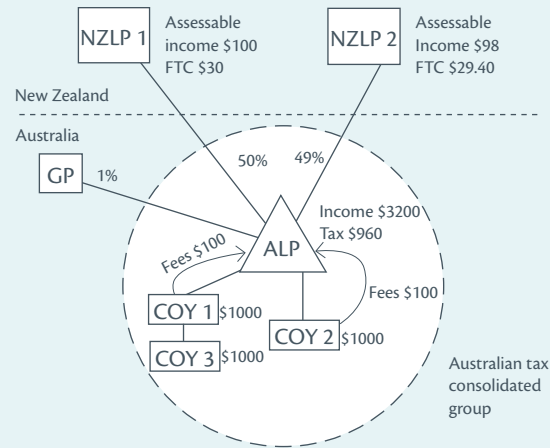 NZLP 1
Assessable
income $100
FTC $30
NZLP 2
Assessable
Income $98
FTC $29.40
New Zealand
Australia
GP
1%
50%
49%
Income $3200
Tax $960
ALP
Fees $100
Fees $100
COY 1
$1000
COY 2
$1000
COY 3
$1000
Australian tax
consolidated
group